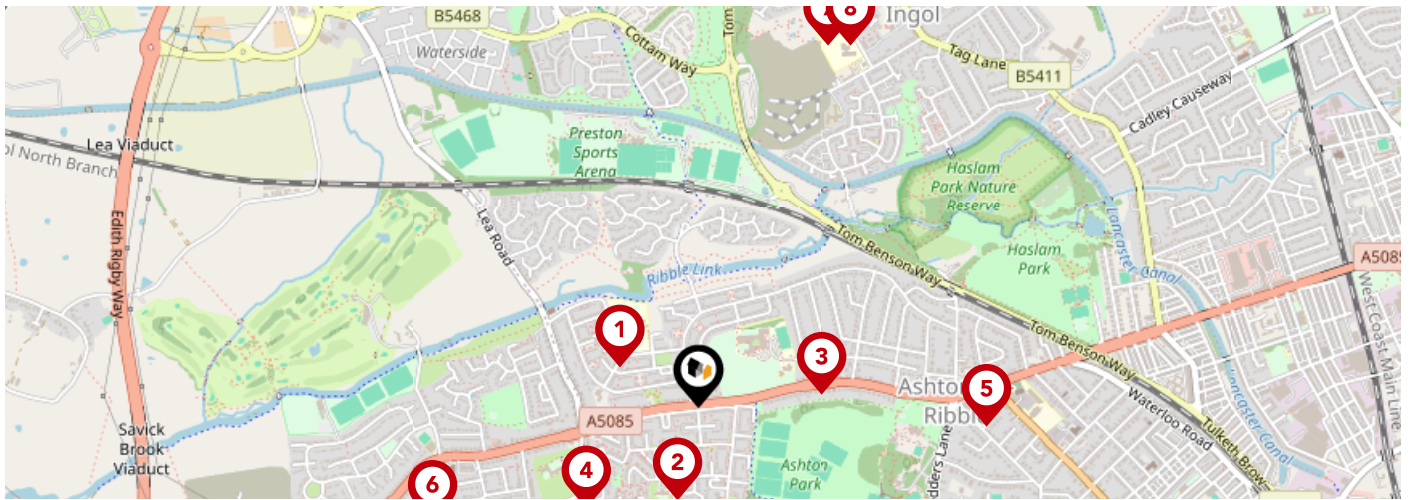 B5468
Ingol
Tom
Waterside
Cottam Way
Tag Lane
B5411
Cadley Causeway
8
Lea Viaduct
ol North Branch
Preston
Sports
Arena
Haslam
Park Nature
Reserve
Edith Rigby Way
Lea Road
Ribble Link
Tom Benson Way
Haslam
Park
Lancaster Canal
A5085
West Coast Main Line
1
3
Tom Benson Way
5
Ashton
Ribble
A5085
Waterloo Road
Lancaster Canal
Tulketh Brow
Savick
Brook
Viaduct
6
4
2
Ashton
Park
dders Lane